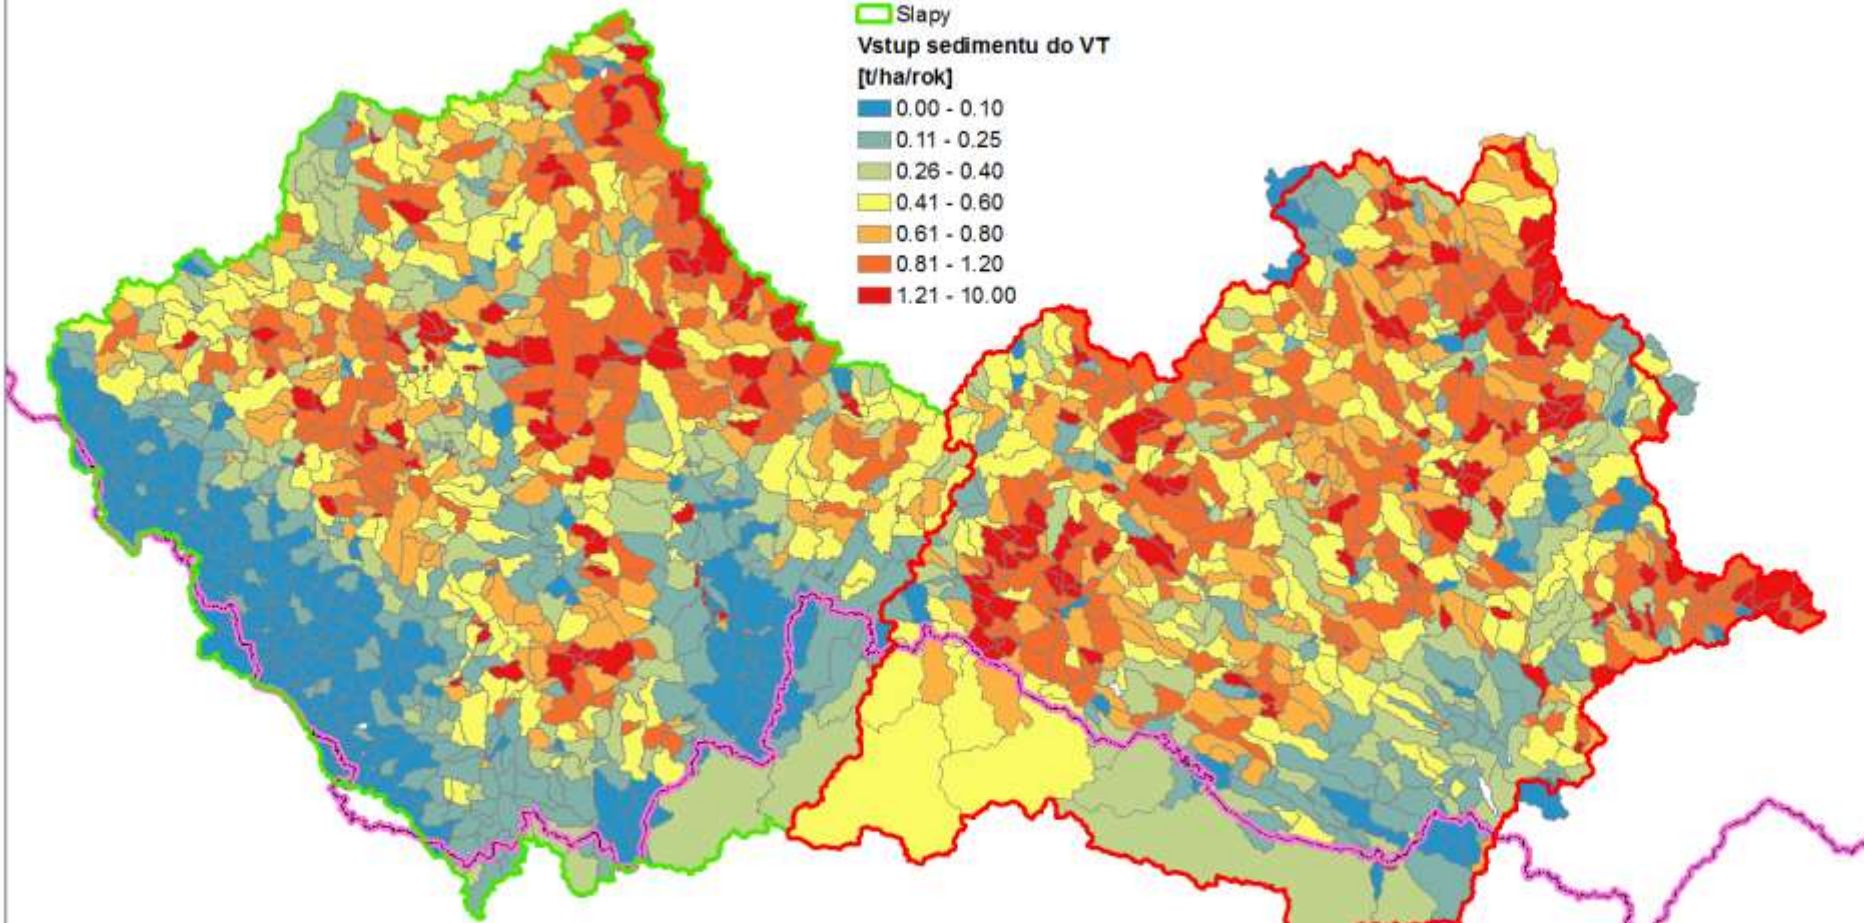 Slapy
Vstup sedimentu do VT
[t/ha/rok]
0.00 - 0.10
0.11 - 0.25
0.26 - 0.40
0.41 - 0.60
0.61 - 0.80
0.81 - 1.20
1.21 - 10.00